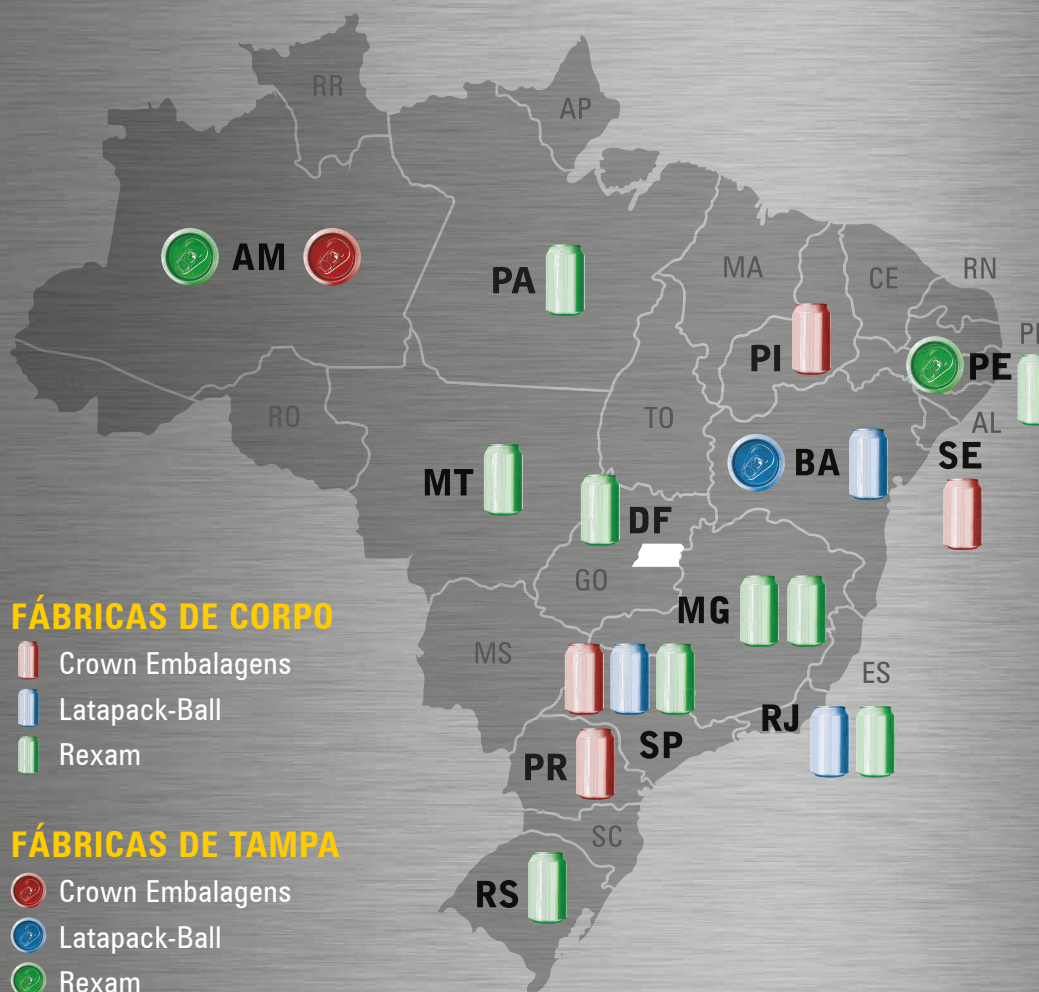 RR
AP
AM
PA
MA
CE
RN
PI
PE
RO
TO
AL
MT
BA
SE
DF
GO
MG
FÁBRICAS DE CORPO
Crown Embalagens
Latapack-Ball
Rexam
MS
ES
RJ
SP
PR
FÁBRICAS DE TAMPA
Crown Embalagens
Latapack-Ball
Rexam
SC
RS